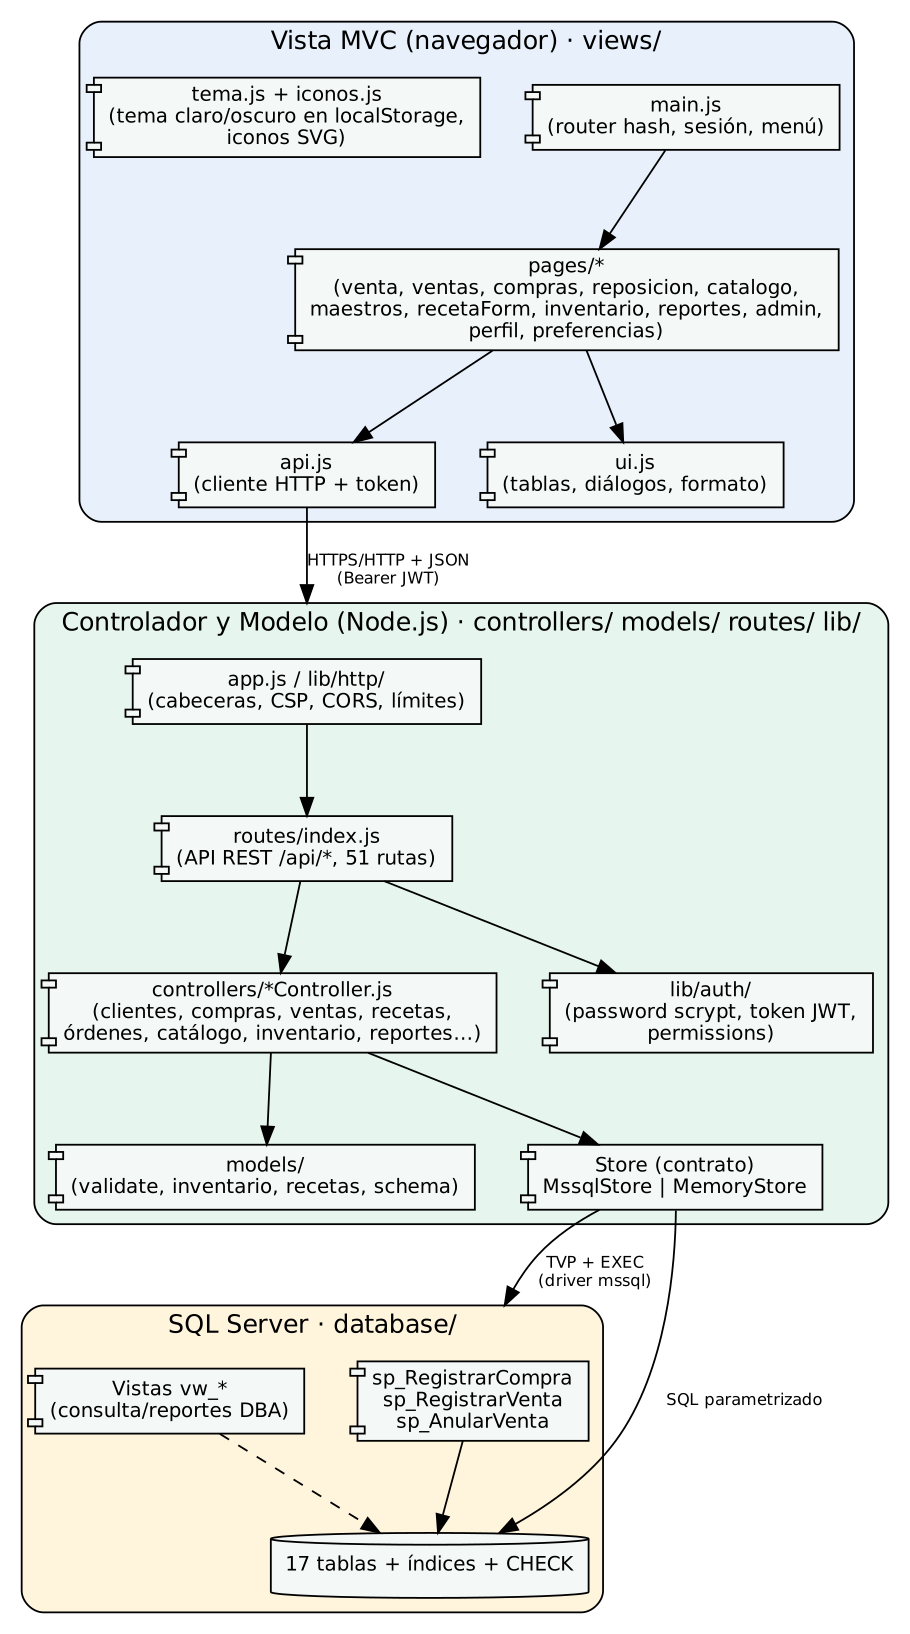 Vista MVC (navegador) · views/
tema.js + iconos.js
(tema claro/oscuro en localStorage,
iconos SVG)
main.js
(router hash, sesión, menú)
pages/*
(venta, ventas, compras, reposicion, catalogo,
maestros, recetaForm, inventario, reportes, admin,
perfil, preferencias)
api.js
(cliente HTTP + token)
ui.js
(tablas, diálogos, formato)
HTTPS/HTTP + JSON
(Bearer JWT)
Controlador y Modelo (Node.js) · controllers/ models/ routes/ lib/
app.js / lib/http/
(cabeceras, CSP, CORS, límites)
routes/index.js
(API REST /api/*, 51 rutas)
controllers/*Controller.js
(clientes, compras, ventas, recetas,
órdenes, catálogo, inventario, reportes…)
lib/auth/
(password scrypt, token JWT,
permissions)
models/
(validate, inventario, recetas, schema)
Store (contrato)
MssqlStore | MemoryStore
TVP + EXEC
(driver mssql)
SQL Server · database/
Vistas vw_*
(consulta/reportes DBA)
sp_RegistrarCompra
sp_RegistrarVenta
sp_AnularVenta
SQL parametrizado
17 tablas + índices + CHECK